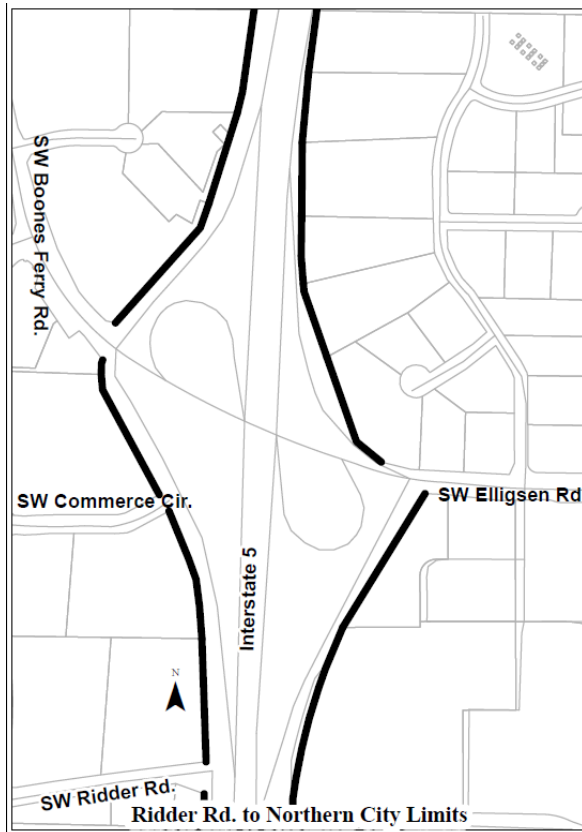 SW Boones Ferry Rd.
SW Commerce Cir.
SW Elligsen Rd
Interstate 5
N
SW Ridder Rd.
Ridder Rd. to Northern City Limits